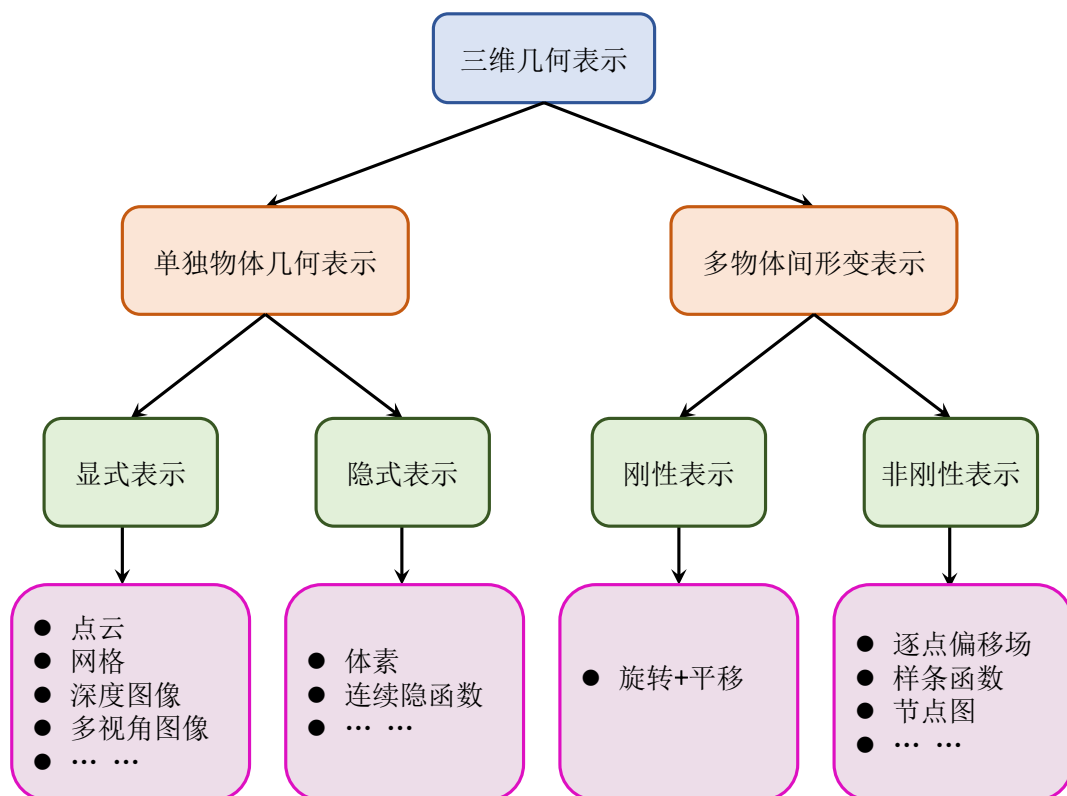 三维几何表示
单独物体几何表示
多物体间形变表示
显式表示
隐式表示
刚性表示
非刚性表示
● 点云
● 网格
● 深度图像
● 多视角图像
● … …
● 体素
● 连续隐函数
● … …
● 旋转+平移
● 逐点偏移场
● 样条函数
● 节点图
● … …